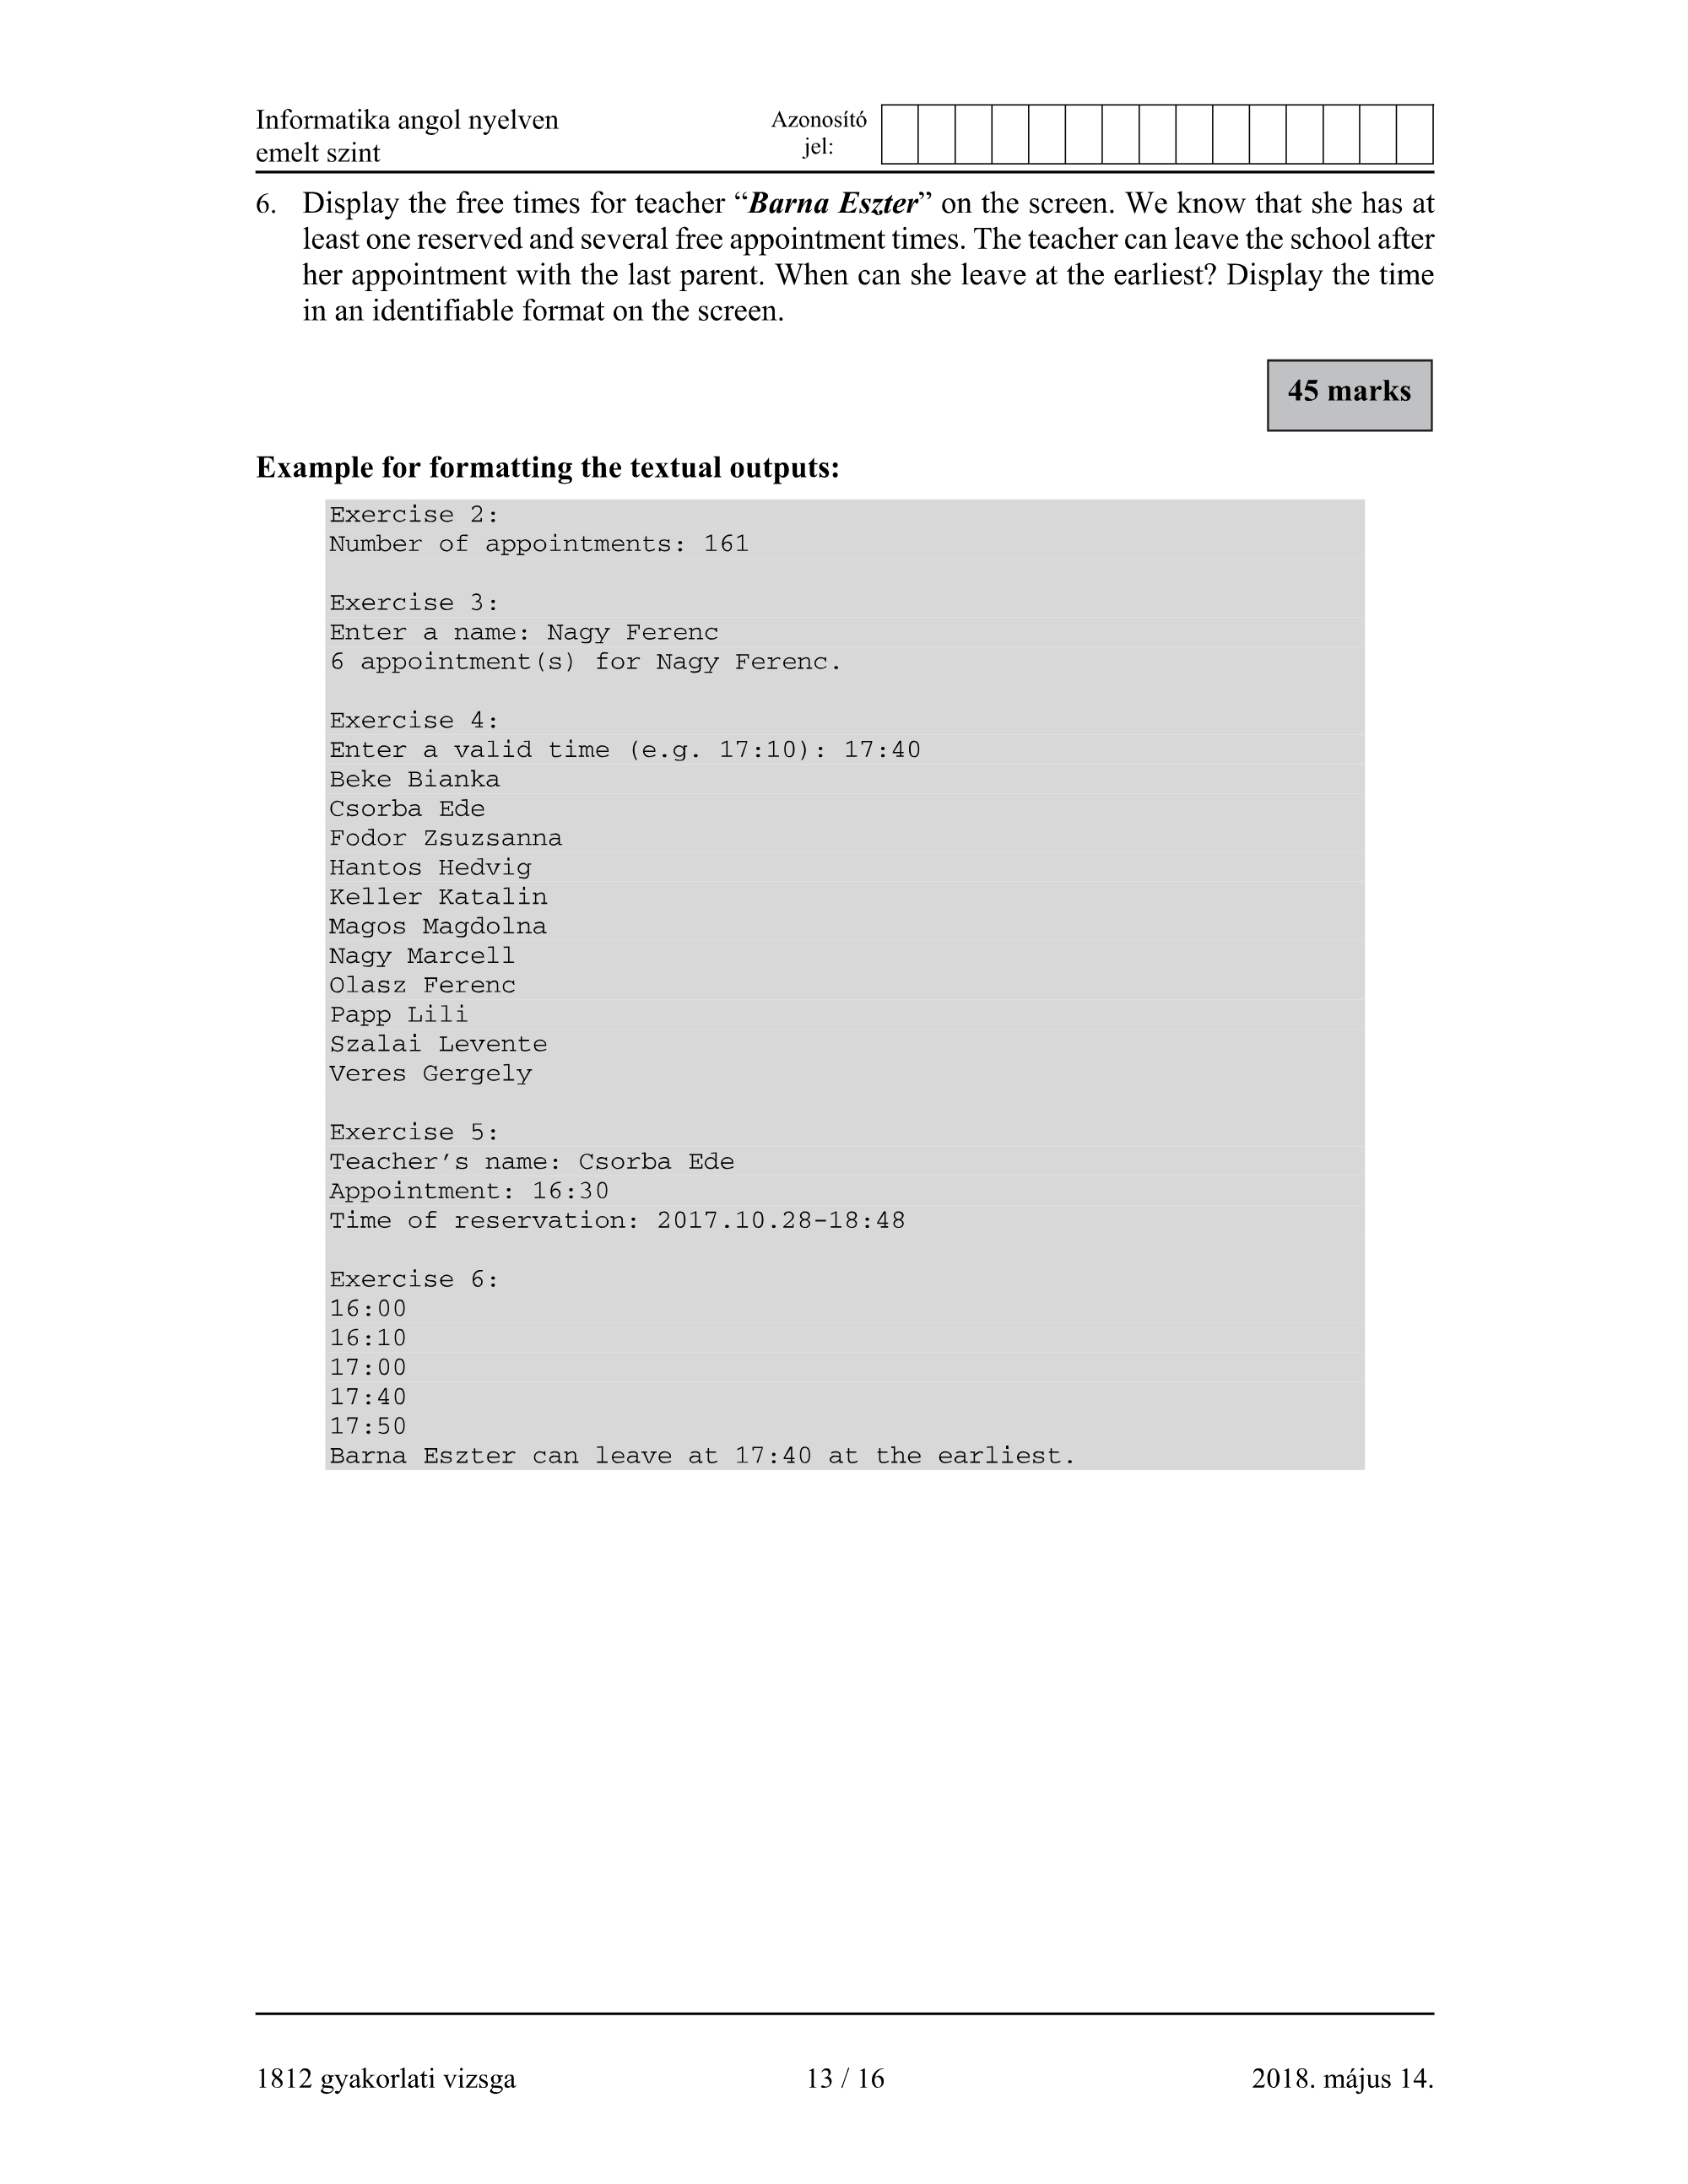 Informatika angol nyelven
emelt szint
Azonosító
jel:
6. Display the free times for teacher “Barna Eszter” on the screen. We know that she has at
least one reserved and several free appointment times. The teacher can leave the school after
her appointment with the last parent. When can she leave at the earliest? Display the time
in an identifiable format on the screen.
45 marks
Example for formatting the textual outputs:
Exercise 2:
Number of appointments: 161
Exercise 3:
Enter a name: Nagy Ferenc
6 appointment(s) for Nagy Ferenc.
Exercise 4:
Enter a valid time (e.g. 17:10): 17:40
Beke Bianka
Csorba Ede
Fodor Zsuzsanna
Hantos Hedvig
Keller Katalin
Magos Magdolna
Nagy Marcell
Olasz Ferenc
Papp Lili
Szalai Levente
Veres Gergely
Exercise 5:
Teacher’s name: Csorba Ede
Appointment: 16:30
Time of reservation: 2017.10.28-18:48
Exercise 6:
16:00
16:10
17:00
17:40
17:50
Barna Eszter can leave at 17:40 at the earliest.
1812 gyakorlati vizsga
13 / 16
2018. május 14.